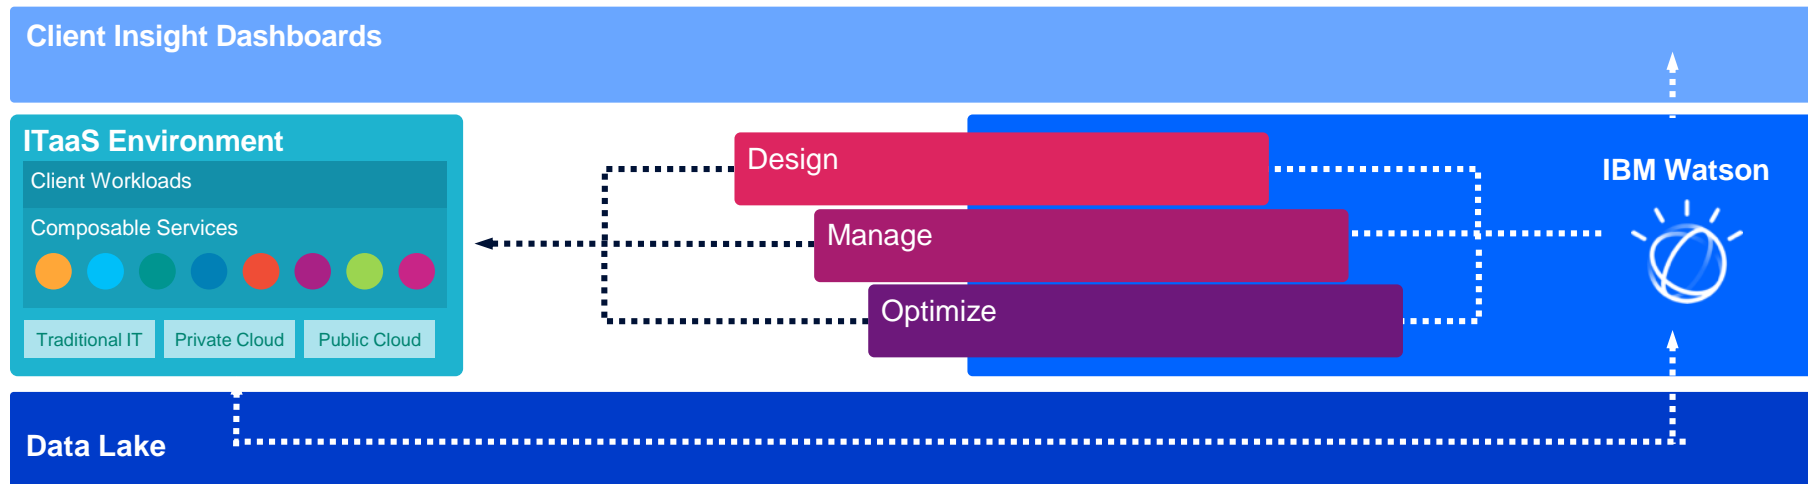 Client Insight Dashboards
ITaaS Environment
Client Workloads
Composable Services
Traditional IT
Private Cloud
Public Cloud
Design
Manage
Optimize
IBM Watson
Data Lake